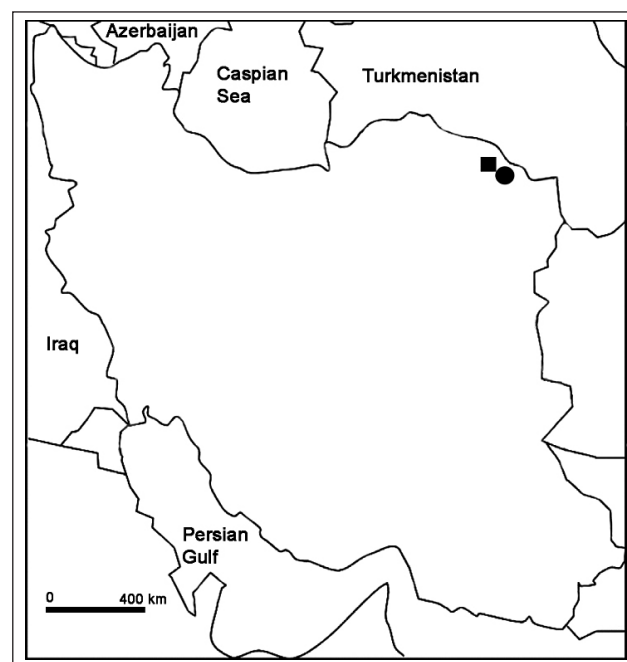 Azerbaijan
Caspian
Sea
Turkmenistan
Iraq
Persian
Gulf
0 400 km